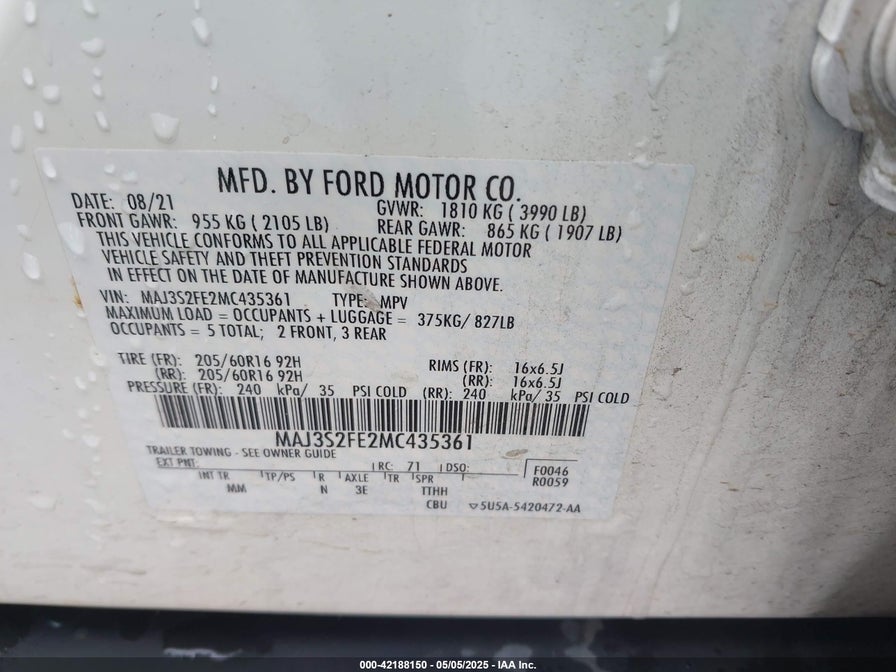 MFD. BY FORD MOTOR CO.
DATE: 08/21 GVWR: 1810 KG ( 3990 LB)
FRONT GAWR: 955 KG ( 2105 LB) REAR GAWR: 865 KG ( 1907 LB)
THIS VEHICLE CONFORMS TO ALL APPLICABLE FEDERAL MOTOR
VEHICLE SAFETY AND THEFT PREVENTION STANDARDS
IN EFFECT ON THE DATE OF MANUFACTURE SHOWN ABOVE.
VIN: MAJ3S2FE2MC435361 TYPE: MPV
MAXIMUM LOAD = OCCUPANTS + LUGGAGE = 375KG/ 827LB
OCCUPANTS = 5 TOTAL; 2 FRONT, 3 REAR
TIRE (FR): 205/60R16 92H RIMS (FR): 16x6.5J
(RR): 205/60R16 92H (RR): 16x6.5J
PRESSURE (FR): 240 kPa/ 35 PSI COLD (RR): 240 kPa/ 35 PSI COLD
MAJ3S2FE2MC435361
TRAILER TOWING - SEE OWNER GUIDE
EXT PNT: RC: 71 DSO: F0046
INT TR TP/PS R AXLE TR SPR R0059
MM N 3E TTHH
CBU ▽5U5A-5420472-AA
000-42188150 - 05/05/2025 - IAA Inc.